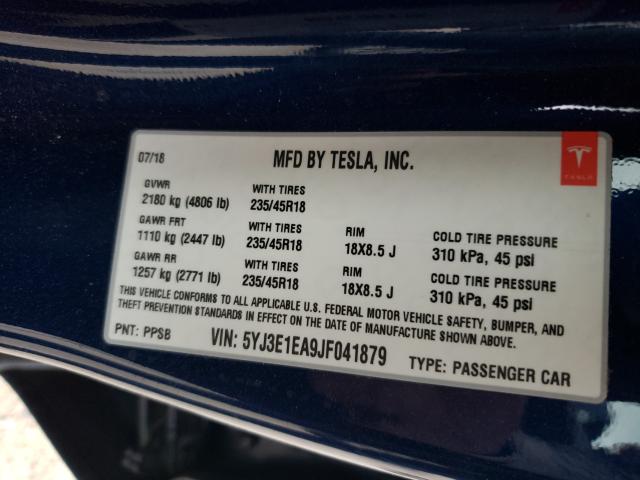 07/18 MFD BY TESLA, INC.
TESLA
GVWR WITH TIRES
2180 kg (4806 lb) 235/45R18
GAWR FRT WITH TIRES RIM COLD TIRE PRESSURE
1110 kg (2447 lb) 235/45R18 18X8.5 J 310 kPa, 45 psi
GAWR RR WITH TIRES RIM COLD TIRE PRESSURE
1257 kg (2771 lb) 235/45R18 18X8.5 J 310 kPa, 45 psi
THIS VEHICLE CONFORMS TO ALL APPLICABLE U.S. FEDERAL MOTOR VEHICLE SAFETY, BUMPER, AND
THEFT PREVENTION STANDARDS IN EFFECT ON THE DATE OF MANUFACTURE SHOWN ABOVE.
PNT: PPSB VIN: 5YJ3E1EA9JF041879 TYPE: PASSENGER CAR